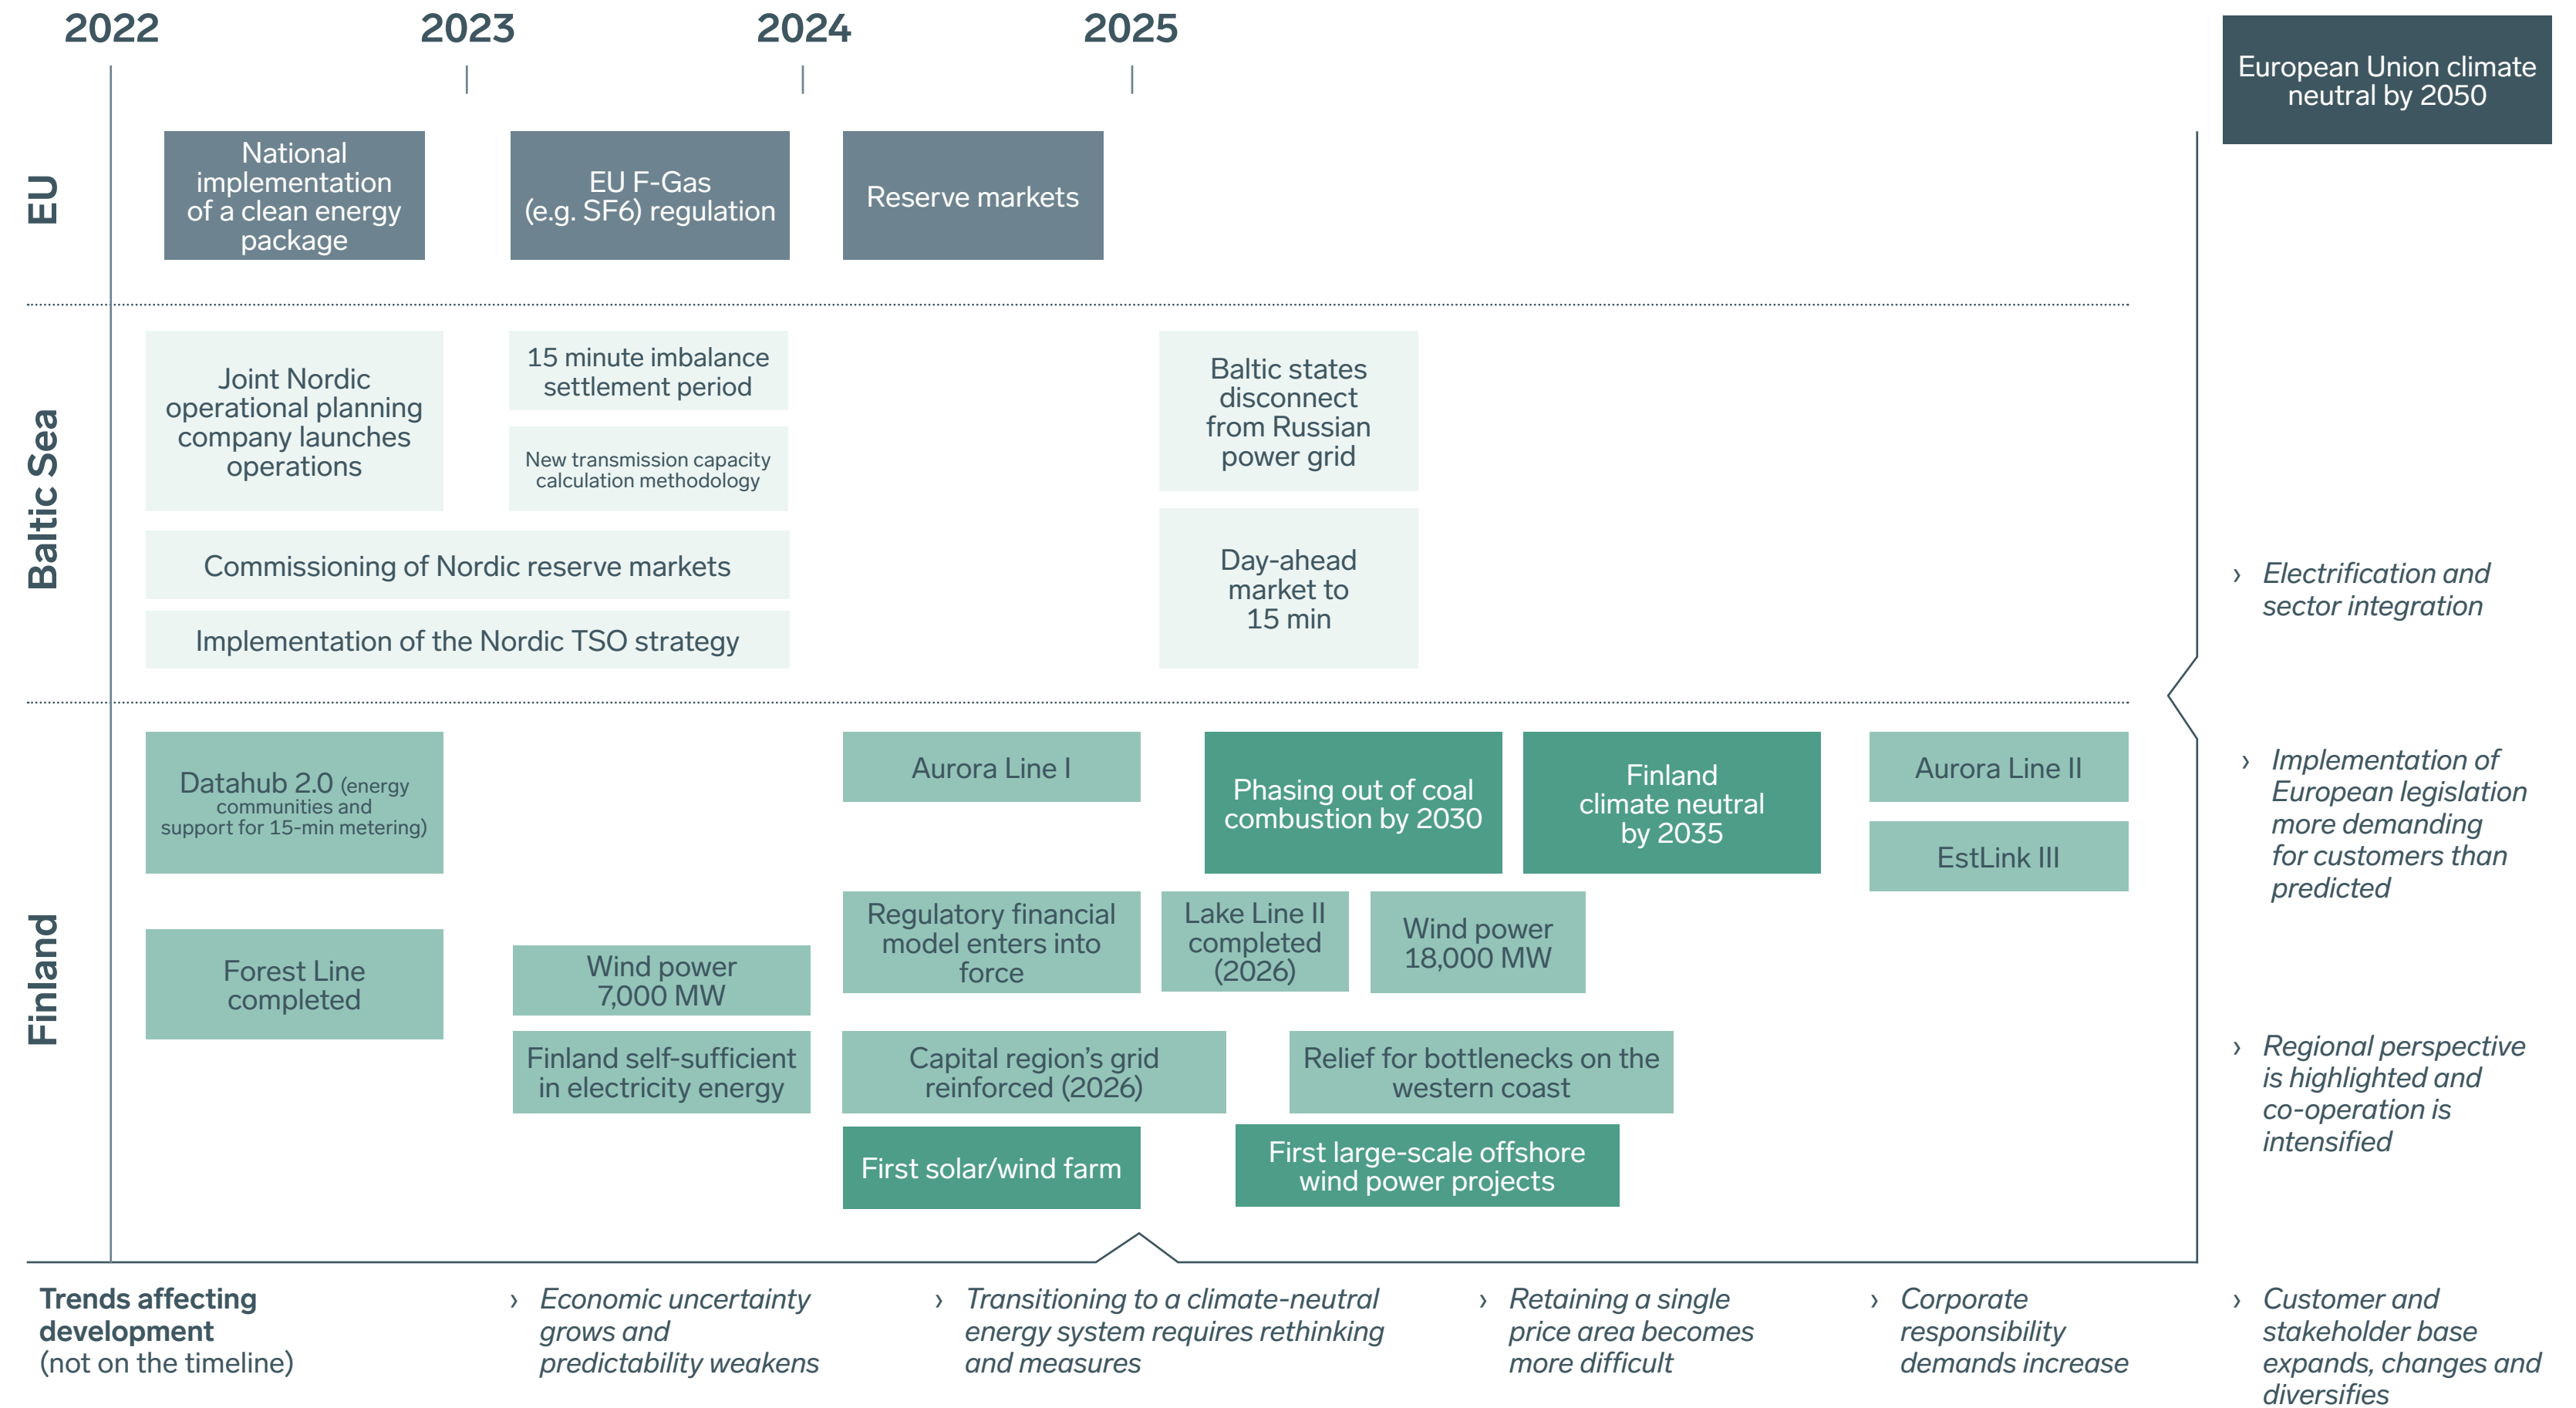 2022
2023
2024
2025
European Union climate
neutral by 2050
EU
National
implementation
of a clean energy
package
EU F-Gas
(e.g. SF6) regulation
Reserve markets
Baltic Sea
Joint Nordic
operational planning
company launches
operations
15 minute imbalance
settlement period
New transmission capacity
calculation methodology
Commissioning of Nordic reserve markets
Implementation of the Nordic TSO strategy
Baltic states
disconnect
from Russian
power grid
Day-ahead
market to
15 min
Finland
Datahub 2.0 (energy
communities and
support for 15-min metering)
Forest Line
completed
Wind power
7,000 MW
Finland self-sufficient
in electricity energy
Aurora Line I
Regulatory financial
model enters into
force
Capital region’s grid
reinforced (2026)
First solar/wind farm
Phasing out of coal
combustion by 2030
Finland
climate neutral
by 2035
Lake Line II
completed
(2026)
Wind power
18,000 MW
Relief for bottlenecks on the
western coast
First large-scale offshore
wind power projects
Aurora Line II
EstLink III
› Electrification and
sector integration
› Implementation of
European legislation
more demanding
for customers than
predicted
› Regional perspective
is highlighted and
co-operation is
intensified
Trends affecting
development
(not on the timeline)
› Economic uncertainty
grows and
predictability weakens
› Transitioning to a climate-neutral
energy system requires rethinking
and measures
› Retaining a single
price area becomes
more difficult
› Corporate
responsibility
demands increase
› Customer and
stakeholder base
expands, changes and
diversifies